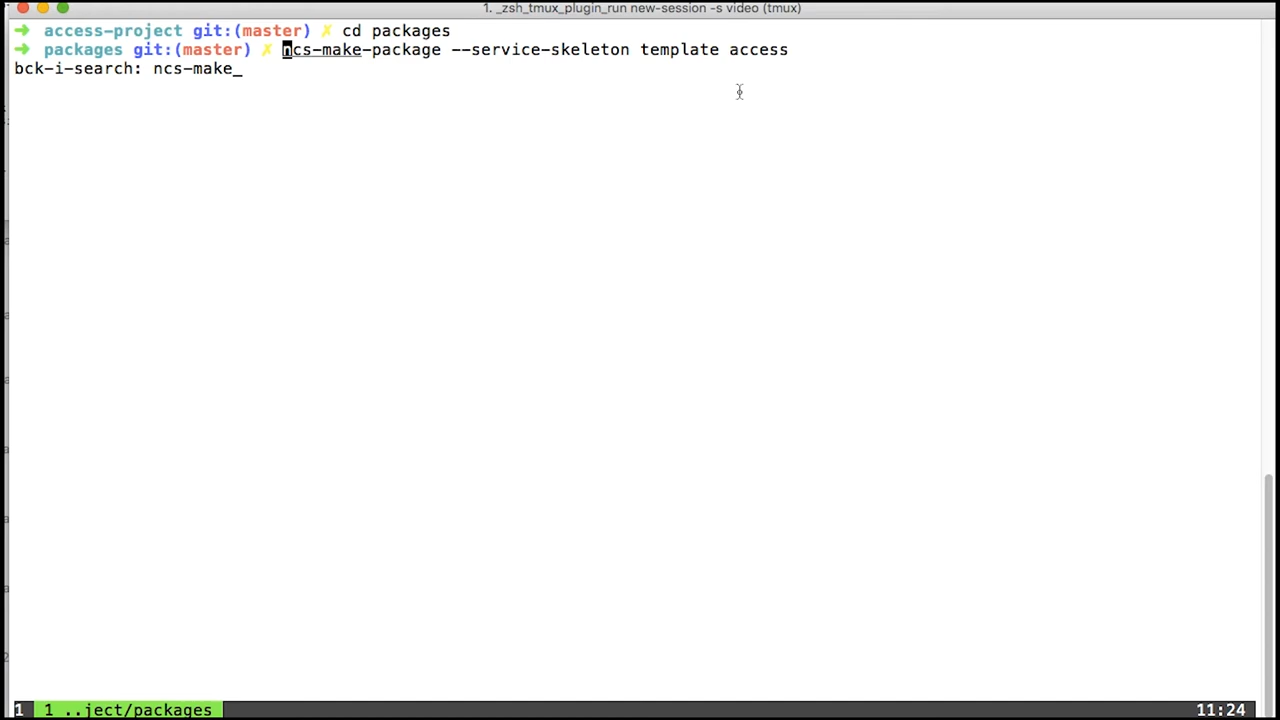 1. _zsh_tmux_plugin_run new-session -s video (tmux)
➜ access-project git:(master) ✗ cd packages
➜ packages git:(master) ✗ ncs-make-package --service-skeleton template access
bck-i-search: ncs-make_
1 1 ..ject/packages 11:24